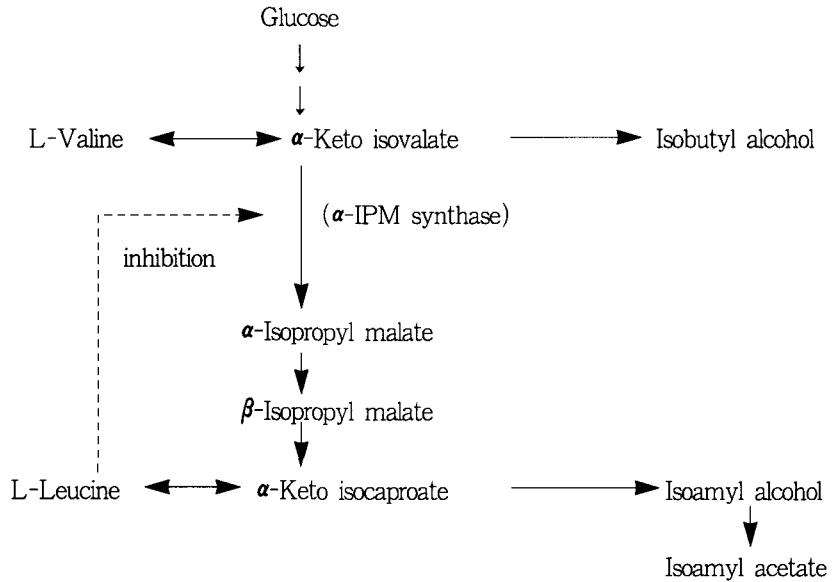 Glucose
L-Valine
α-Keto isovalate
Isobutyl alcohol
(α-IPM synthase)
inhibition
α-Isopropyl malate
β-Isopropyl malate
L-Leucine
α-Keto isocaproate
Isoamyl alcohol
Isoamyl acetate